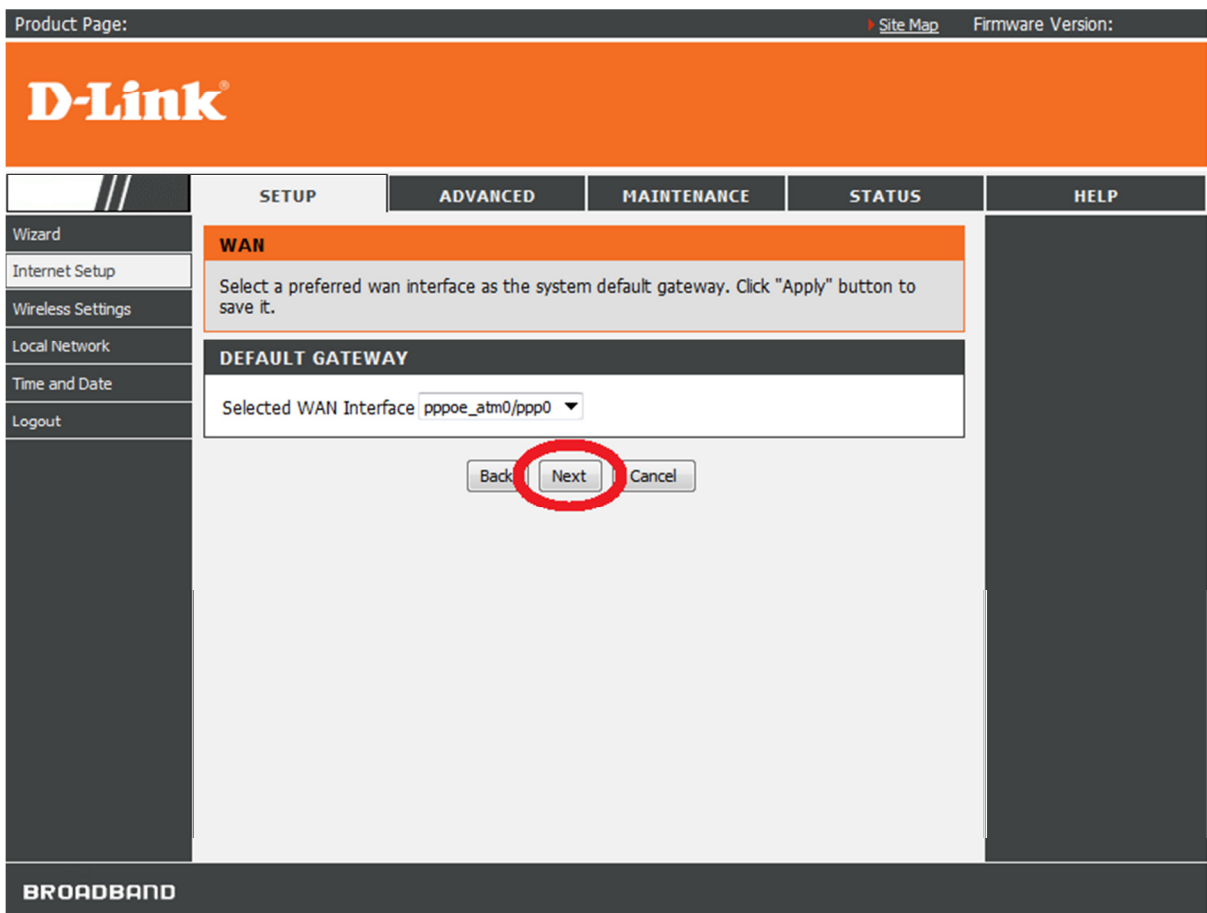 Product Page:
Site Map
Firmware Version:
D-Link®
SETUP
ADVANCED
MAINTENANCE
STATUS
HELP
Wizard
Internet Setup
Wireless Settings
Local Network
Time and Date
Logout
WAN
Select a preferred wan interface as the system default gateway. Click "Apply" button to
save it.
DEFAULT GATEWAY
Selected WAN Interface pppoe_atm0/ppp0
Back
Next
Cancel
BROADBAND